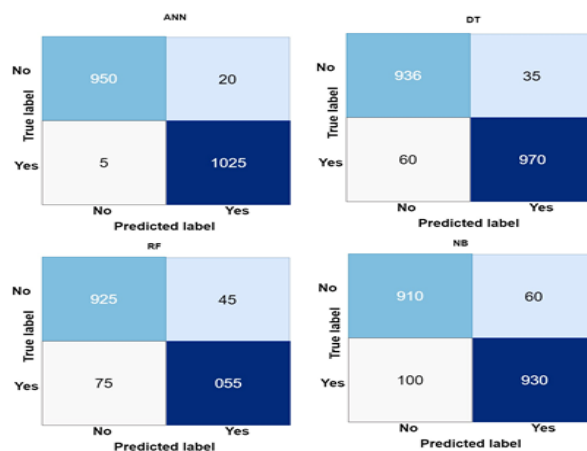 ANN
No
950
20
True label
Yes
5
1025
No
Yes
Predicted label
DT
No
936
35
True label
Yes
60
970
No
Yes
Predicted label
RF
No
925
45
True label
Yes
75
055
No
Yes
Predicted label
NB
No
910
60
True label
Yes
100
930
No
Yes
Predicted label